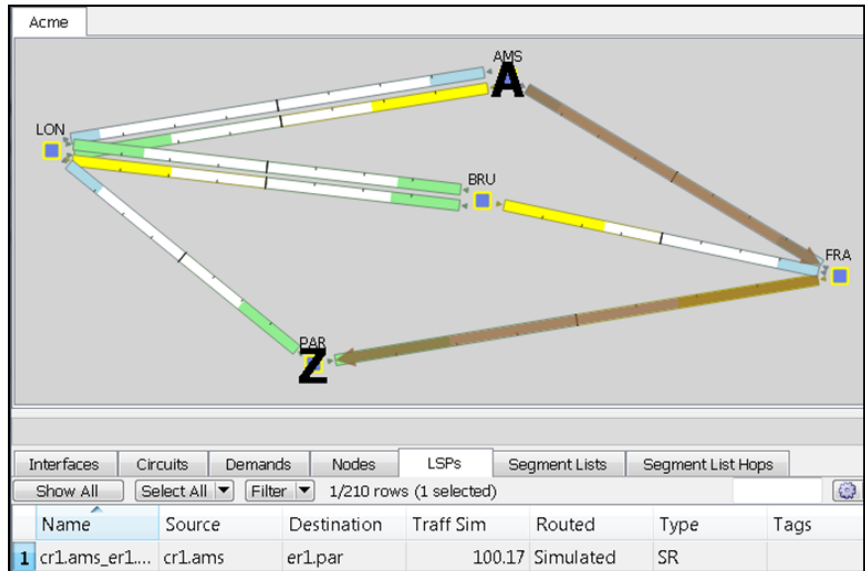 Acme
AMS
A
LON
BRU
FRA
PAR
Z
Interfaces Circuits Demands Nodes LSPs Segment Lists Segment List Hops
Show All Select All Filter 1/210 rows (1 selected)
Name Source Destination Traff Sim Routed Type Tags
1 cr1.ams_er1.... cr1.ams er1.par 100.17 Simulated SR